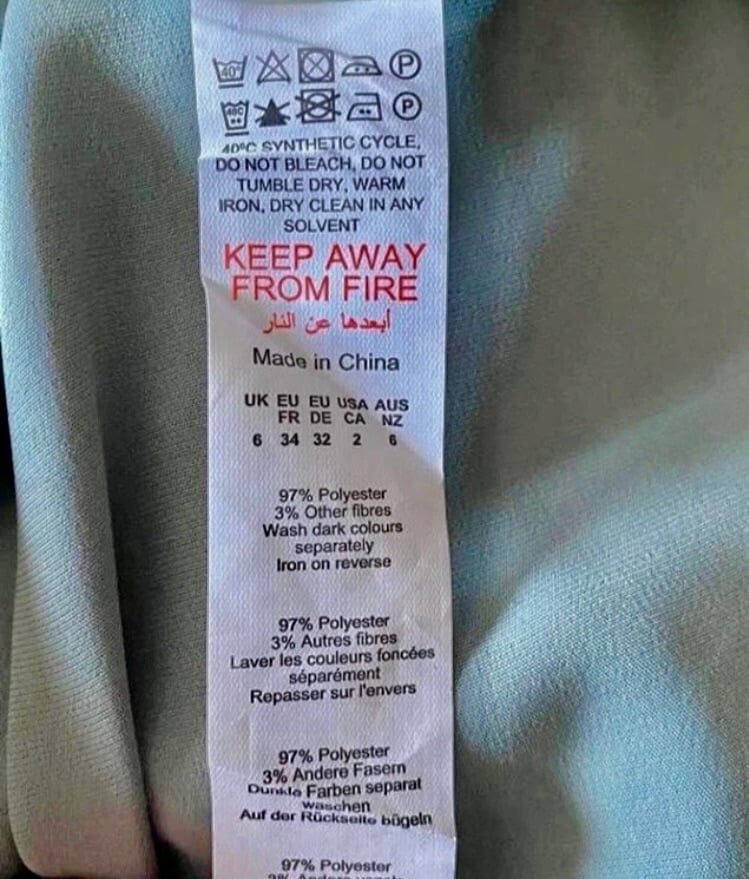 40°
P
40C
P
40°C SYNTHETIC CYCLE,
DO NOT BLEACH, DO NOT
TUMBLE DRY, WARM
IRON, DRY CLEAN IN ANY
SOLVENT
KEEP AWAY
FROM FIRE
أبعدها عن النار
Made in China
UK EU EU USA AUS
FR DE CA NZ
6 34 32 2 6
97% Polyester
3% Other fibres
Wash dark colours
separately
Iron on reverse
97% Polyester
3% Autres fibres
Laver les couleurs foncées
séparément
Repasser sur l'envers
97% Polyester
3% Andere Fasern
Dunkle Farben separat
waschen
Auf der Rückseite bügeln
97% Polyester